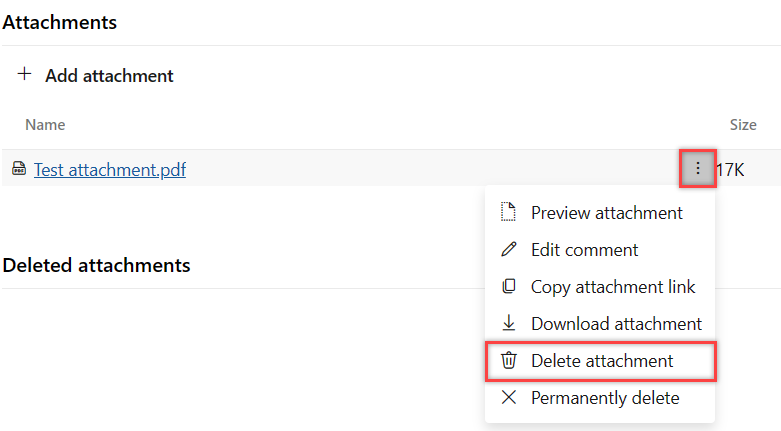 Attachments
+ Add attachment
Name Size
PDF Test attachment.pdf 17K
Preview attachment
Edit comment
Deleted attachments
Copy attachment link
Download attachment
Delete attachment
Permanently delete